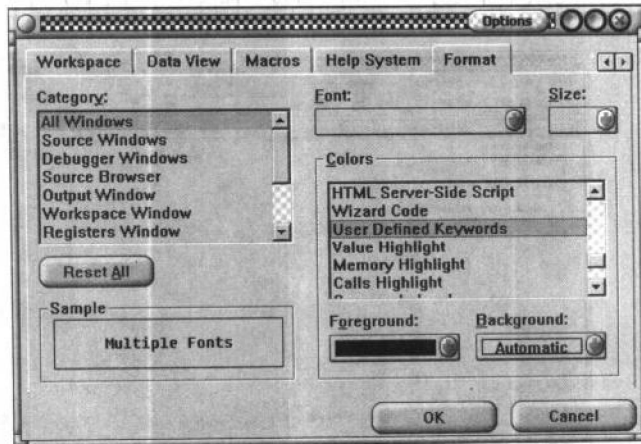 Options
Workspace Data View Macros Help System Format
Category:
All Windows
Source Windows
Debugger Windows
Source Browser
Output Window
Workspace Window
Registers Window
Reset All
Sample
Multiple Fonts
Font:
Size:
Colors
HTML Server-Side Script
Wizard Code
User Defined Keywords
Value Highlight
Memory Highlight
Calls Highlight
Foreground:
Background:
Automatic
OK
Cancel